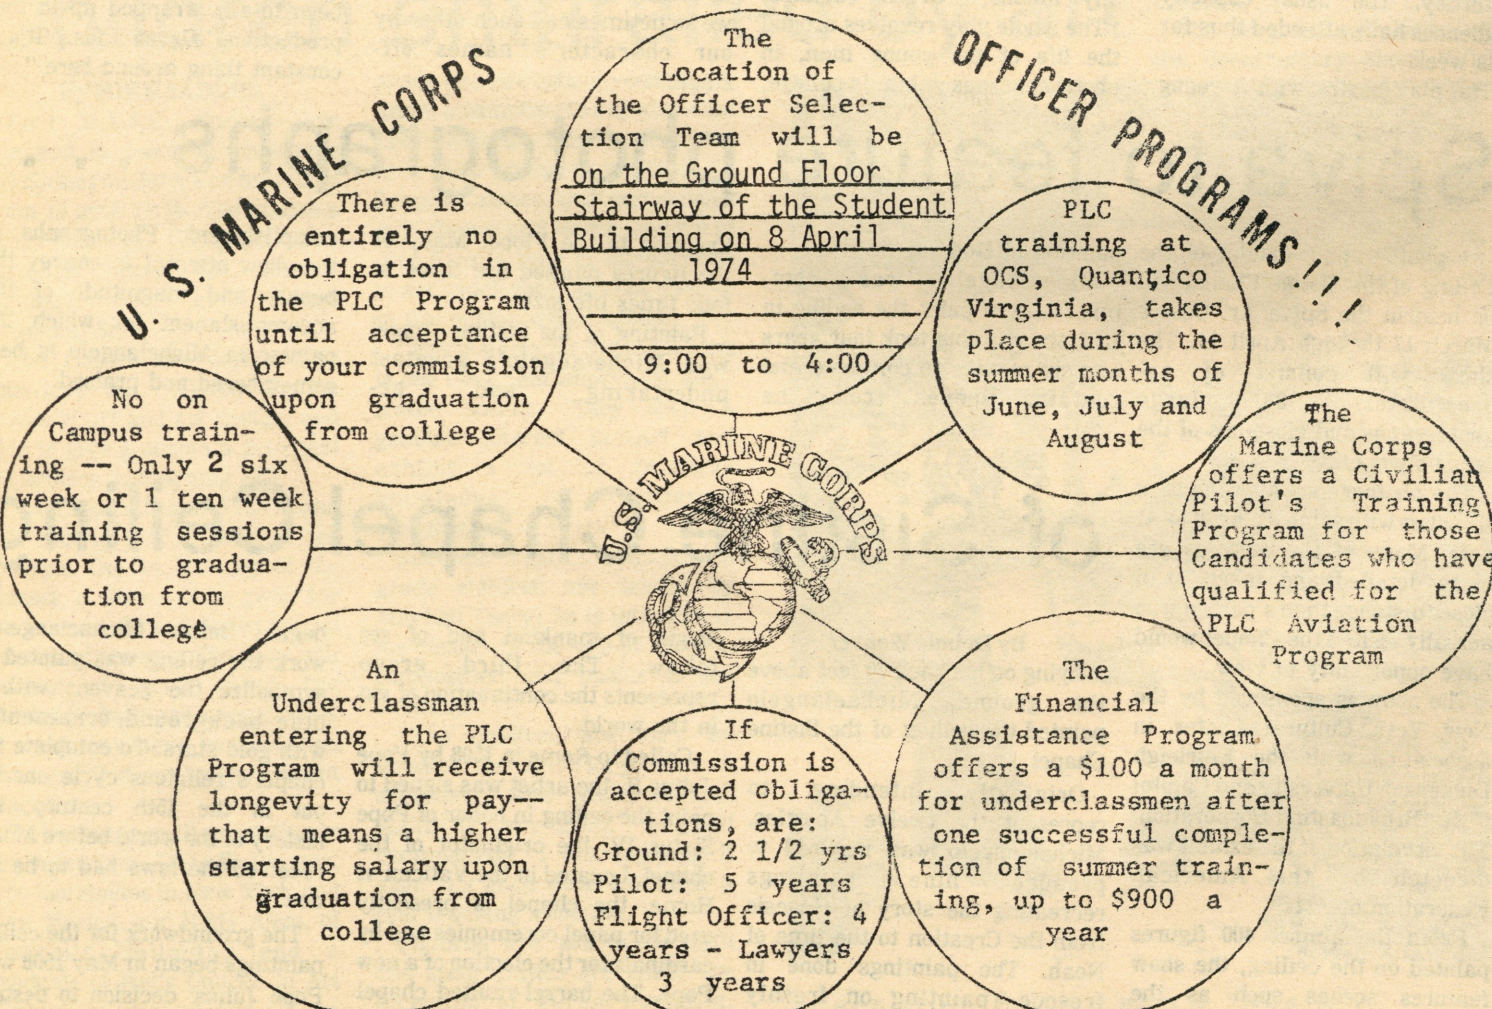 U. S. MARINE CORPS
OFFICER PROGRAMS!!!
The
Location of
the Officer Selec-
tion Team will be
on the Ground Floor
Stairway of the Student
Building on 8 April
1974
9:00 to 4:00
There is
entirely no
obligation in
the PLC Program
until acceptance
of your commission
upon graduation
from college
PLC
training at
OCS, Quantico
Virginia, takes
place during the
summer months of
June, July and
August
No on
Campus train-
ing -- Only 2 six
week or 1 ten week
training sessions
prior to gradua-
tion from
college
The
Marine Corps
offers a Civilian
Pilot's Training
Program for those
Candidates who have
qualified for the
PLC Aviation
Program
U.S. MARINE CORPS
An
Underclassman
entering the PLC
Program will receive
longevity for pay--
that means a higher
starting salary upon
graduation from
college
If
Commission is
accepted obliga-
tions, are:
Ground: 2 1/2 yrs
Pilot: 5 years
Flight Officer: 4
years - Lawyers
3 years
The
Financial
Assistance Program
offers a $100 a month
for underclassmen after
one successful comple-
tion of summer train-
ing, up to $900 a
year